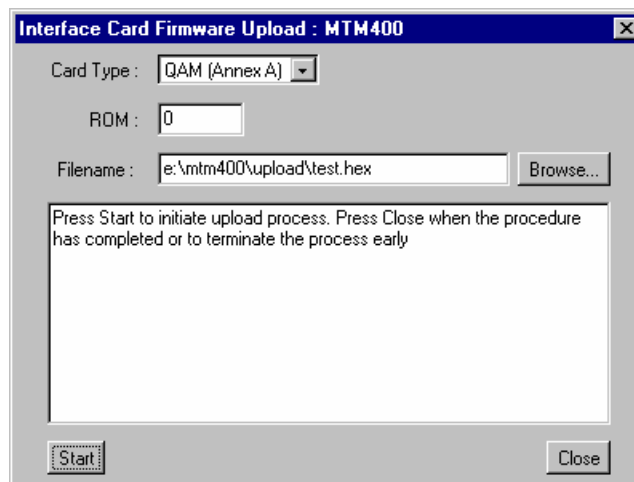 Interface Card Firmware Upload : MTM400
Card Type : QAM (Annex A)
ROM : 0
Filename : e:\mtm400\upload\test.hex Browse...
Press Start to initiate upload process. Press Close when the procedure
has completed or to terminate the process early
Start Close